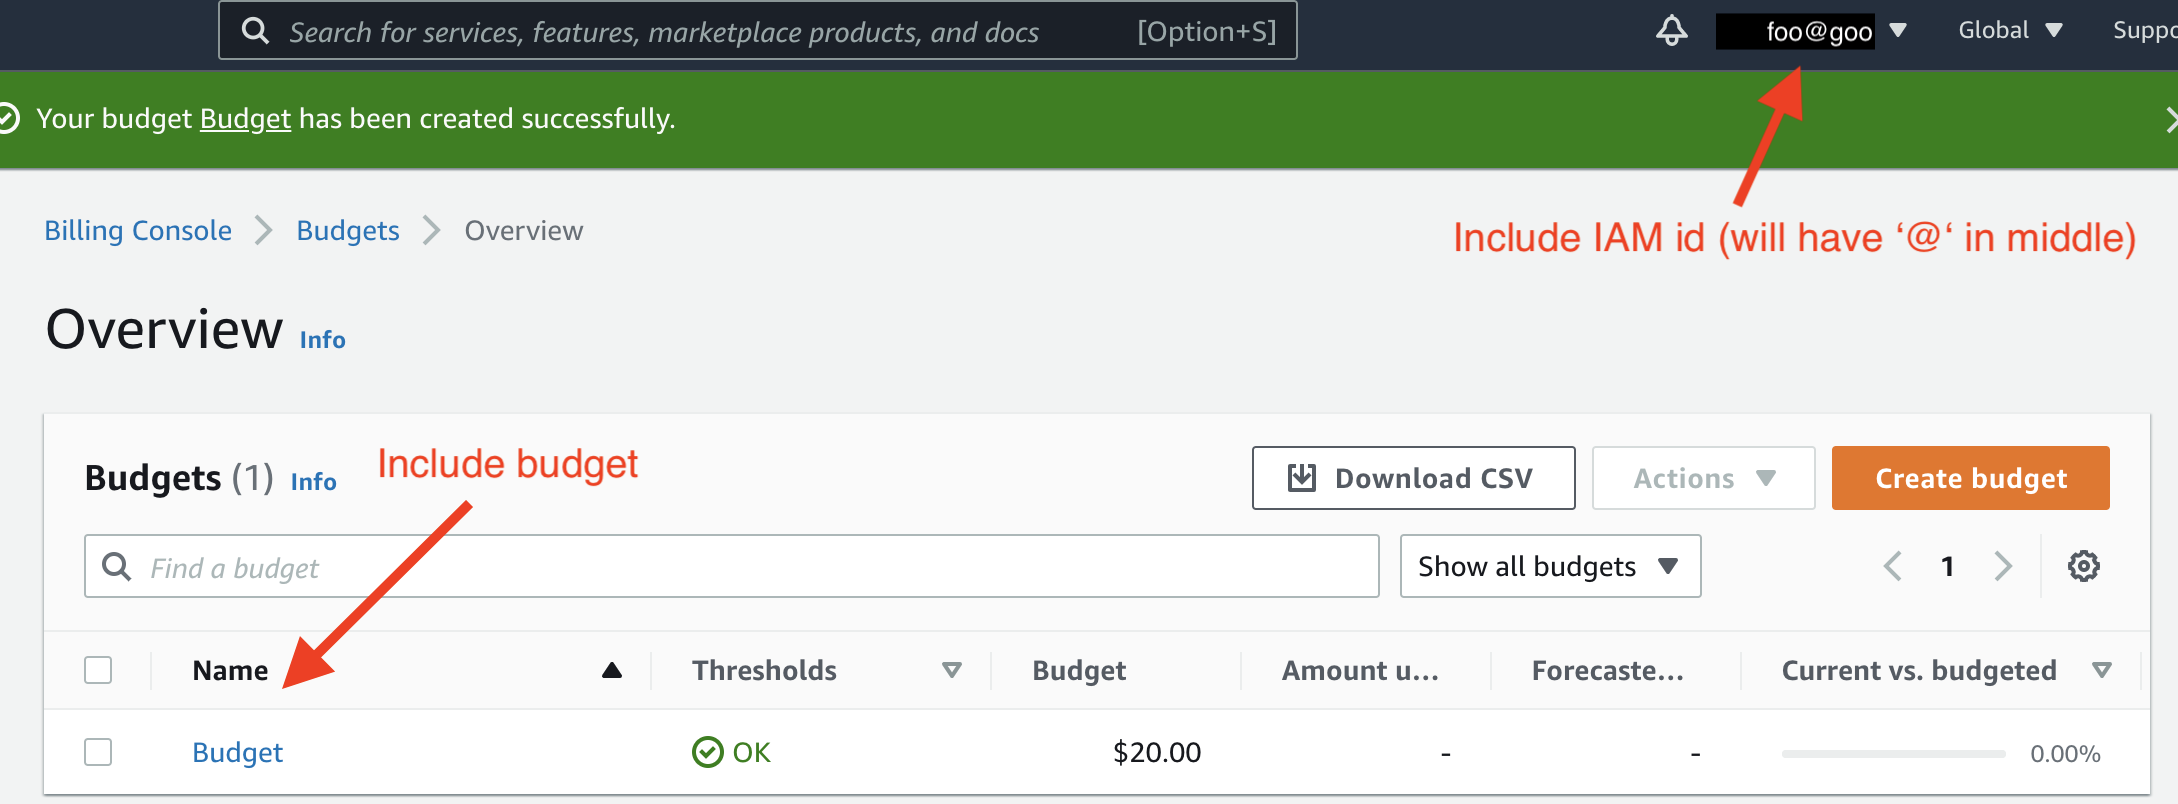 Search for services, features, marketplace products, and docs [Option+S] foo@goo Global
Your budget Budget has been created successfully.
Include IAM id (will have ‘@‘ in middle)
Billing Console Budgets Overview
Overview Info
Include budget
Budgets (1) Info Download CSV Actions Create budget
Find a budget Show all budgets 1
Name Thresholds Budget Amount u... Forecaste... Current vs. budgeted
Budget OK $20.00 - - 0.00%